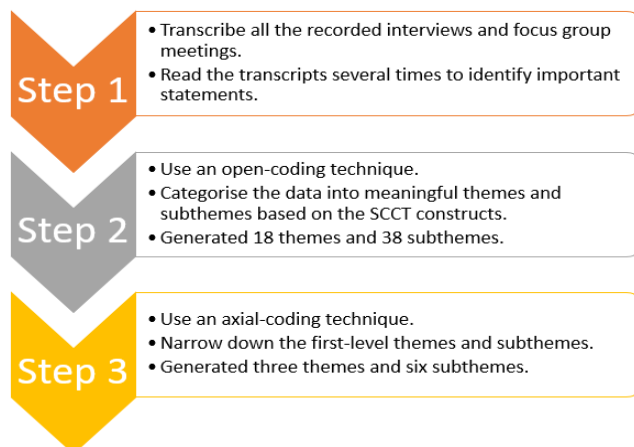 Step 1
• Transcribe all the recorded interviews and focus group
meetings.
• Read the transcripts several times to identify important
statements.
Step 2
• Use an open-coding technique.
• Categorise the data into meaningful themes and
subthemes based on the SCCT constructs.
• Generated 18 themes and 38 subthemes.
Step 3
• Use an axial-coding technique.
• Narrow down the first-level themes and subthemes.
• Generated three themes and six subthemes.